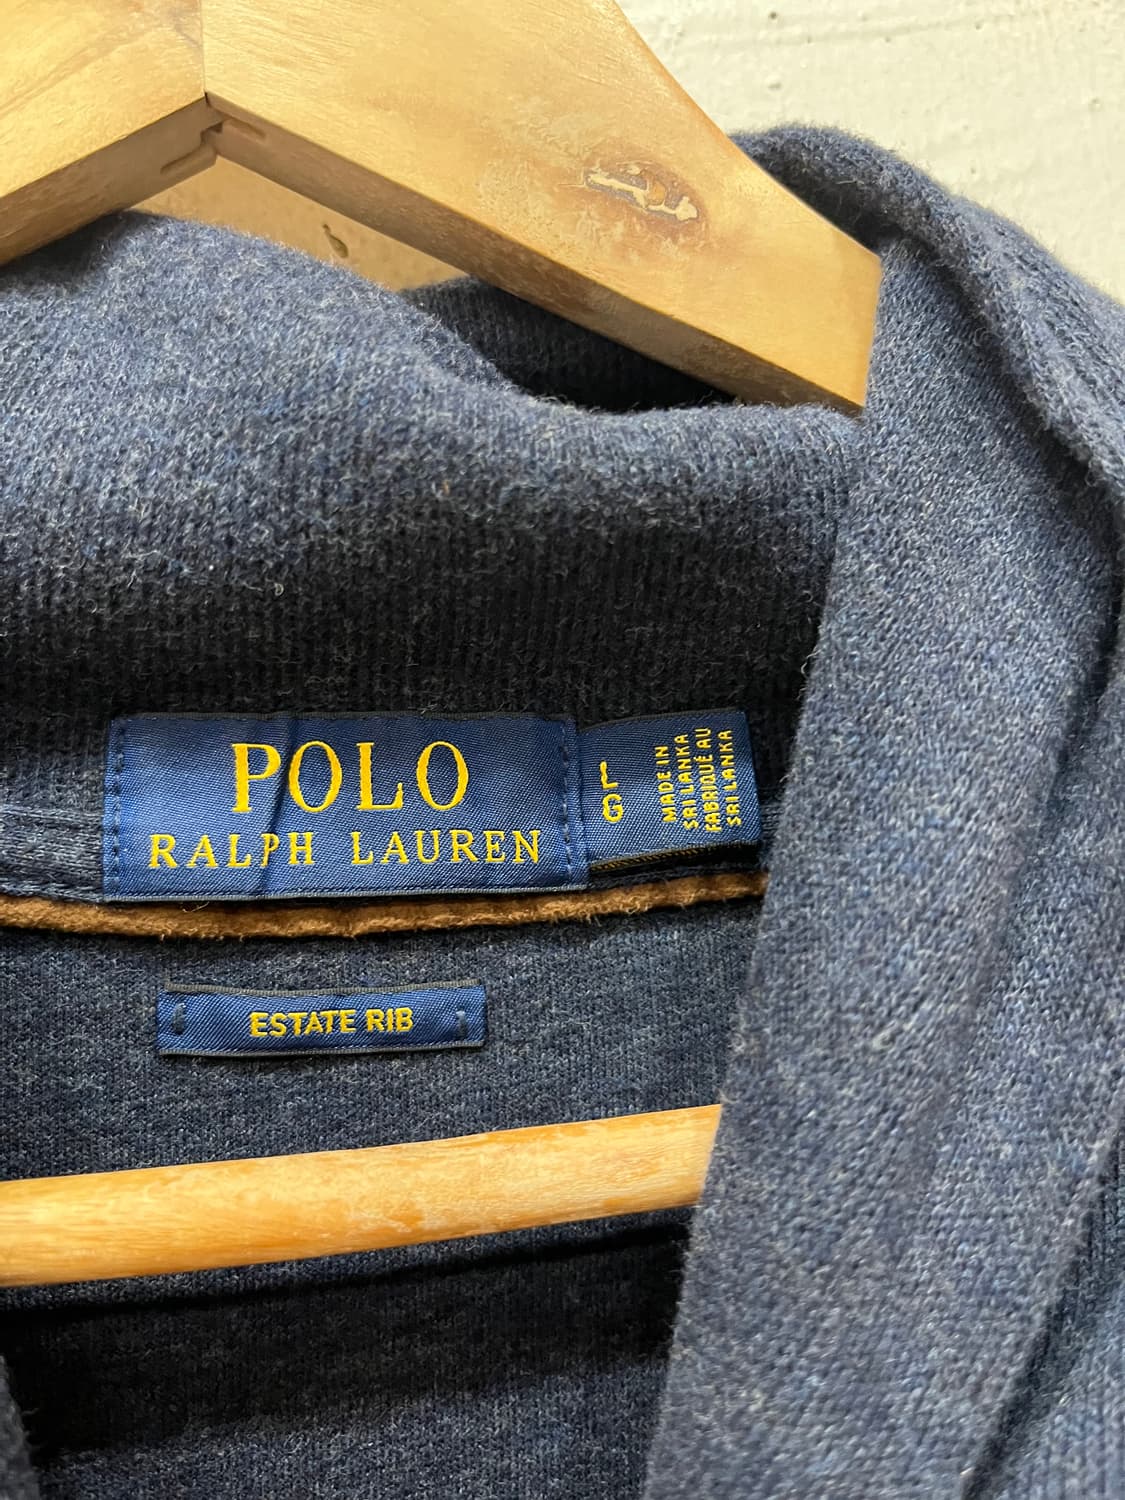 POLO
RALPH LAUREN
L
G
MADE IN
SRI LANKA
FABRIQUÉ AU
SRI LANKA
ESTATE RIB